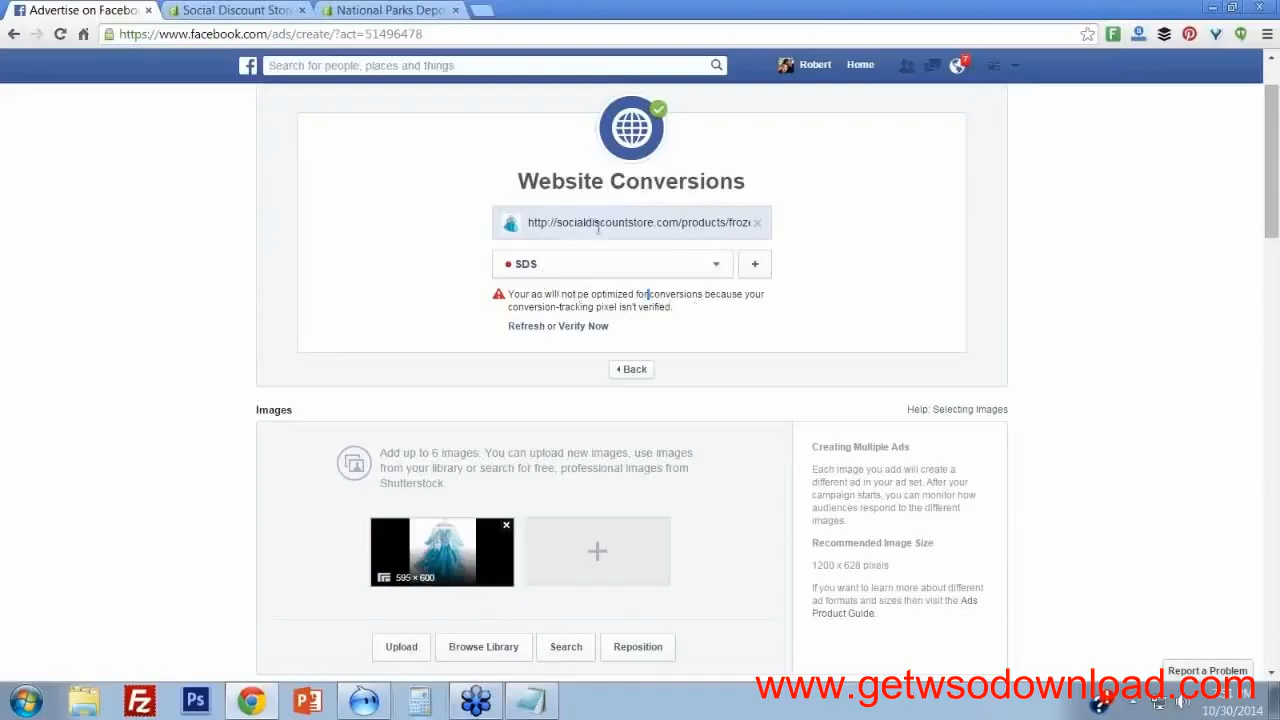 Advertise on Facebo
Social Discount Store
National Parks Depo
https://www.facebook.com/ads/create/?act=51496478
Search for people, places and things
Robert
Home
7
Website Conversions
http://socialdiscountstore.com/products/froze
SDS
+
Your ad will not be optimized for conversions because your
conversion-tracking pixel isn't verified.
Refresh or Verify Now
Back
Images
Help: Selecting Images
Add up to 6 images. You can upload new images, use images
from your library or search for free, professional images from
Shutterstock.
595 × 600
Upload
Browse Library
Search
Reposition
Creating Multiple Ads
Each image you add will create a
different ad in your ad set. After your
campaign starts, you can monitor how
audiences respond to the different
images.
Recommended Image Size
1200 x 628 pixels
If you want to learn more about different
ad formats and sizes then visit the Ads
Product Guide.
Report a Problem
www.getwsodownload.com
10/30/2014